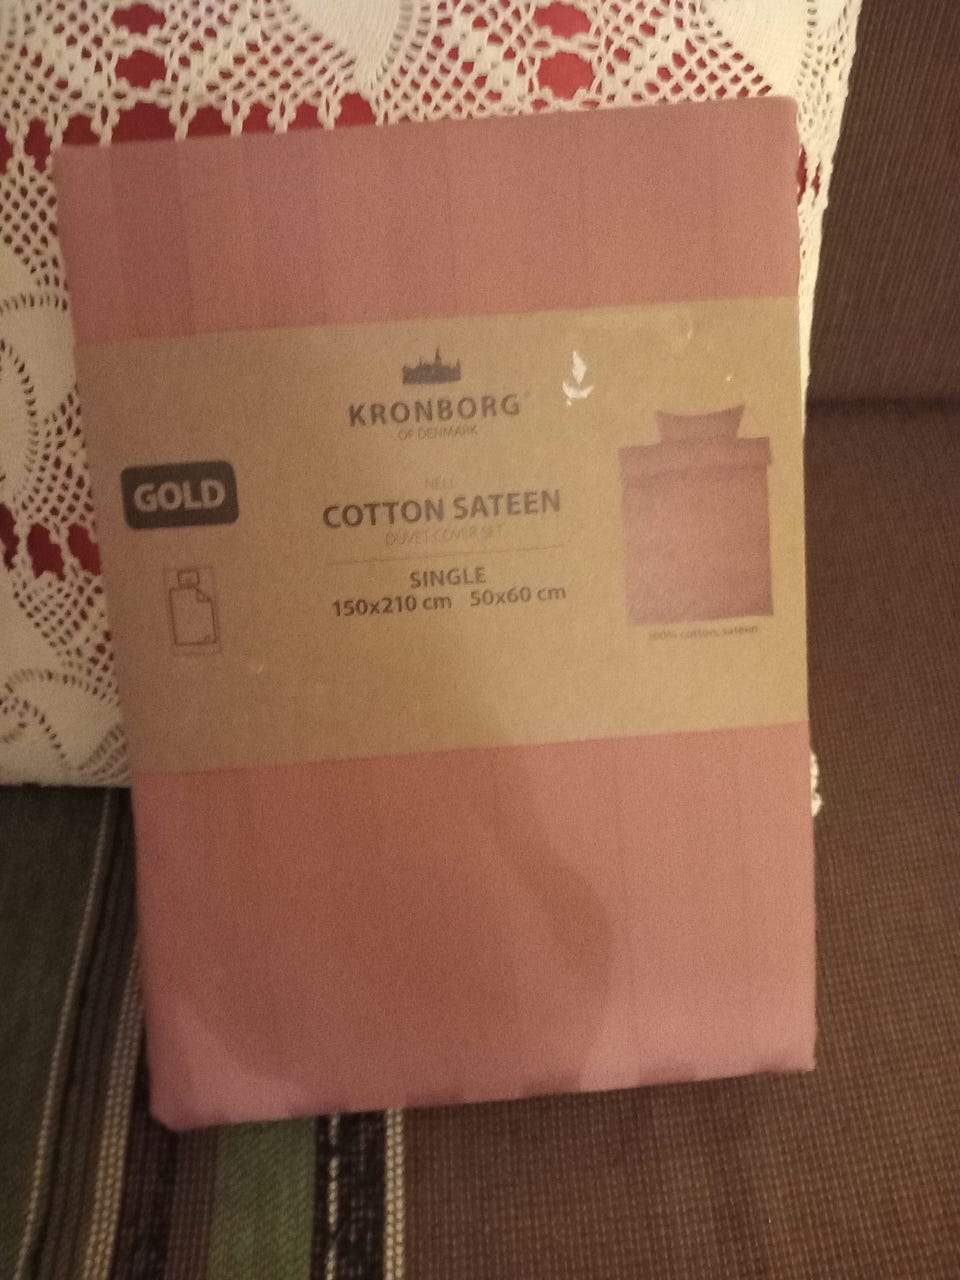 KRONBORG
OF DENMARK
GOLD
NELL
COTTON SATEEN
DUVET COVER SET
SINGLE
150x210 cm 50x60 cm
100% cotton, sateen